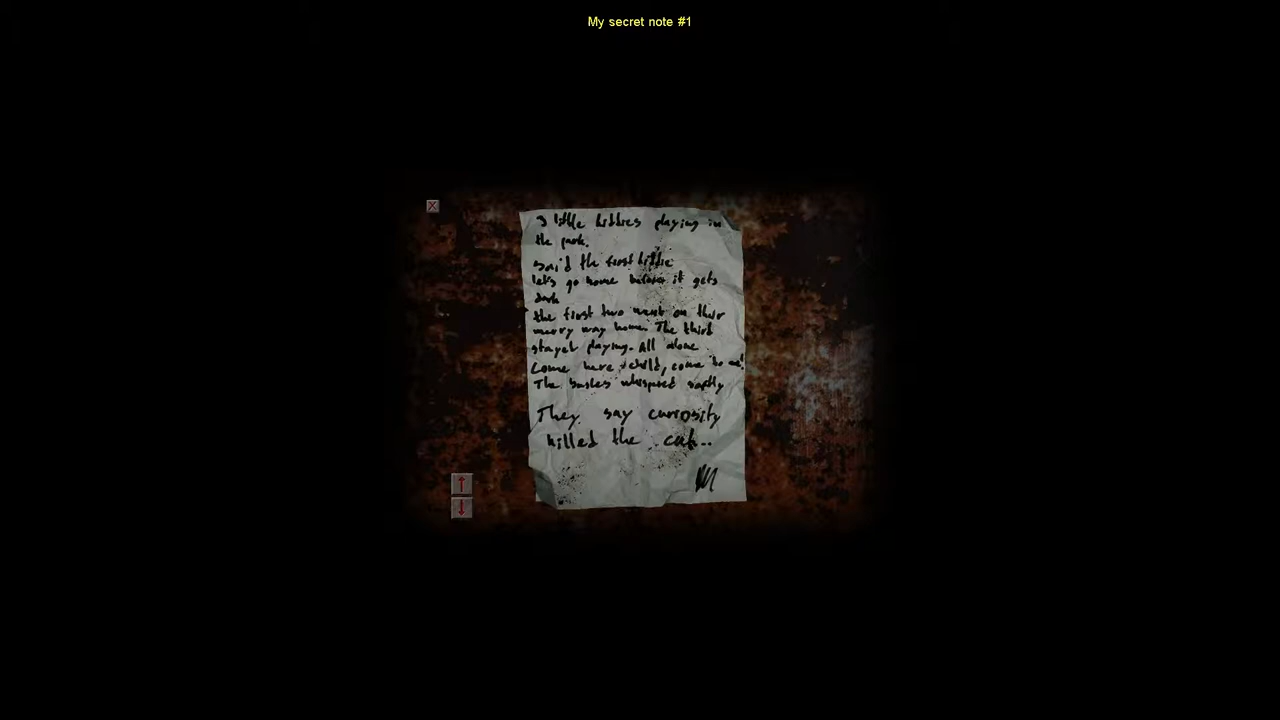 My secret note #1
3 little kiddies playing in
the park.
said the first kiddie
let's go home before it gets
dark
the first two went on their
merry way home. The third
stayed playing. All alone
Come here, child, come to me!
The bushes whispered softly
They say curiosity
killed the cat..
X